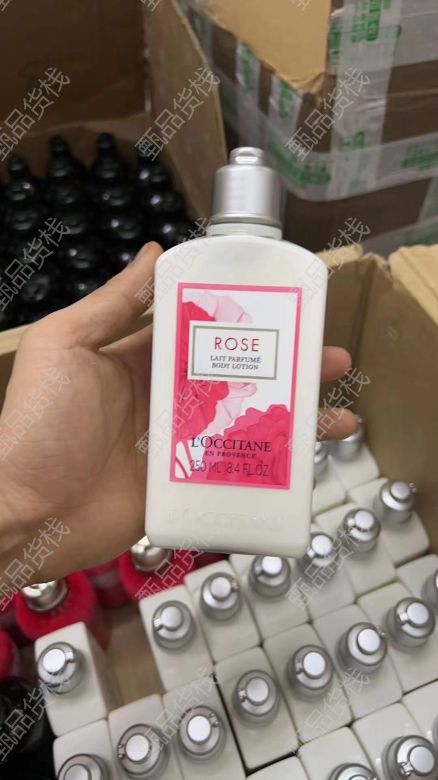 ROSE
LAIT PARFUMÉ
BODY LOTION
L'OCCITANE
EN PROVENCE
250 ML 8.4 FL.OZ.
甄品货栈